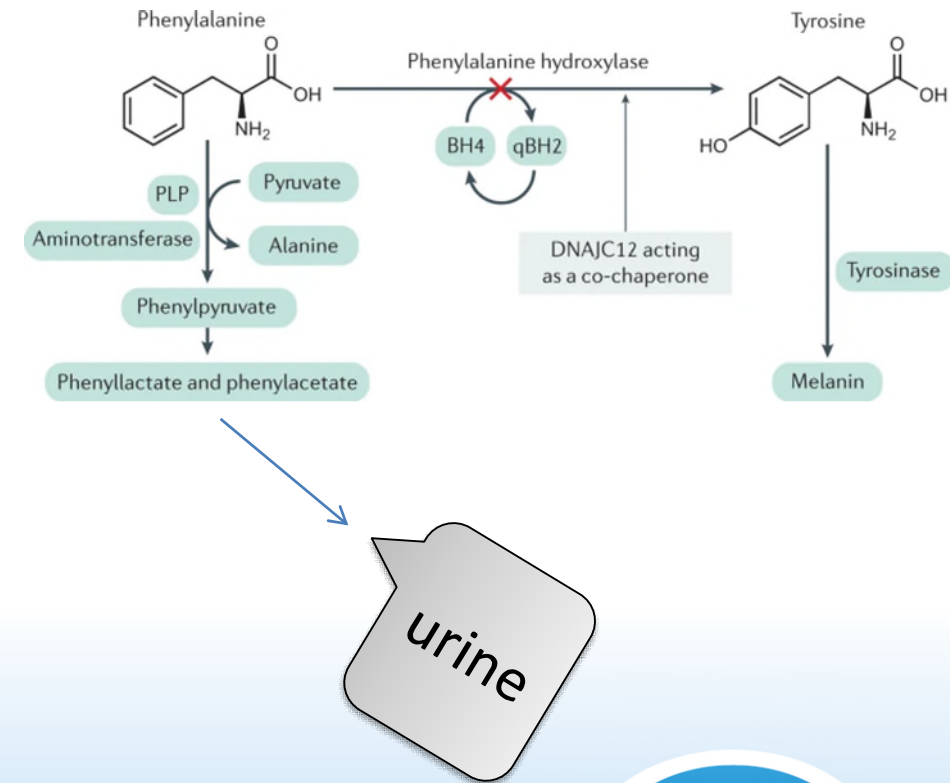 Phenylalanine
Tyrosine
O
OH
NH2
Phenylalanine hydroxylase
O
OH
NH2
HO
BH4
qBH2
PLP
Pyruvate
Aminotransferase
Alanine
DNAJC12 acting
as a co-chaperone
Tyrosinase
Phenylpyruvate
Phenyllactate and phenylacetate
Melanin
urine